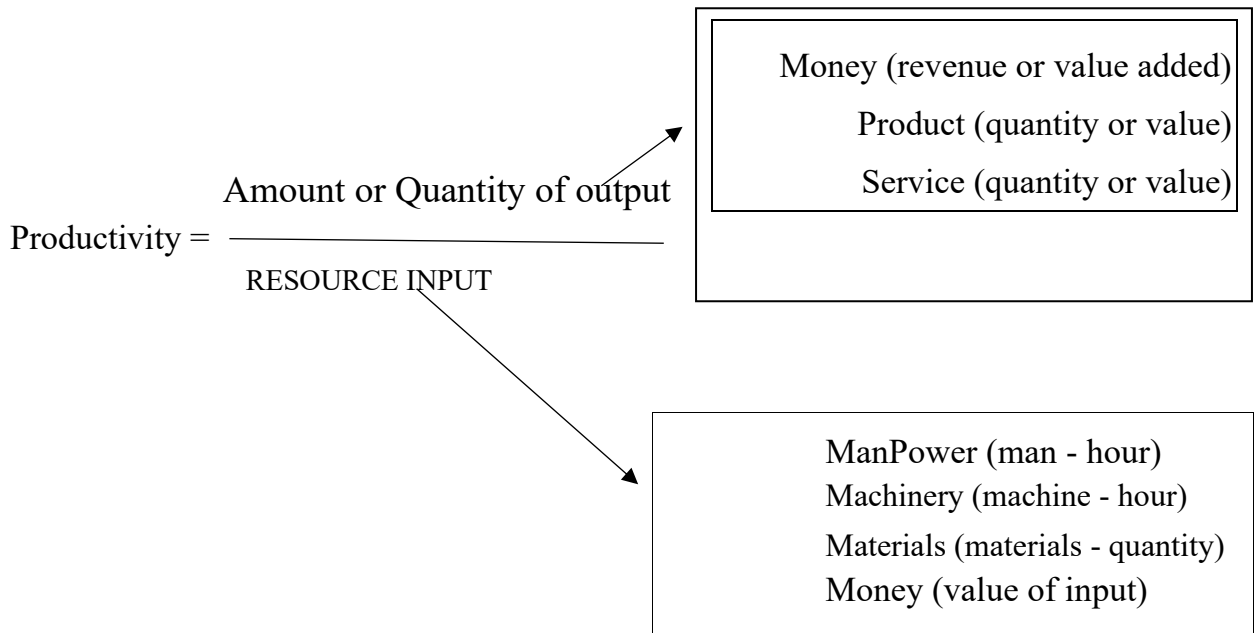 Productivity =
Amount or Quantity of output
RESOURCE INPUT
Money (revenue or value added)
Product (quantity or value)
Service (quantity or value)
ManPower (man - hour)
Machinery (machine - hour)
Materials (materials - quantity)
Money (value of input)